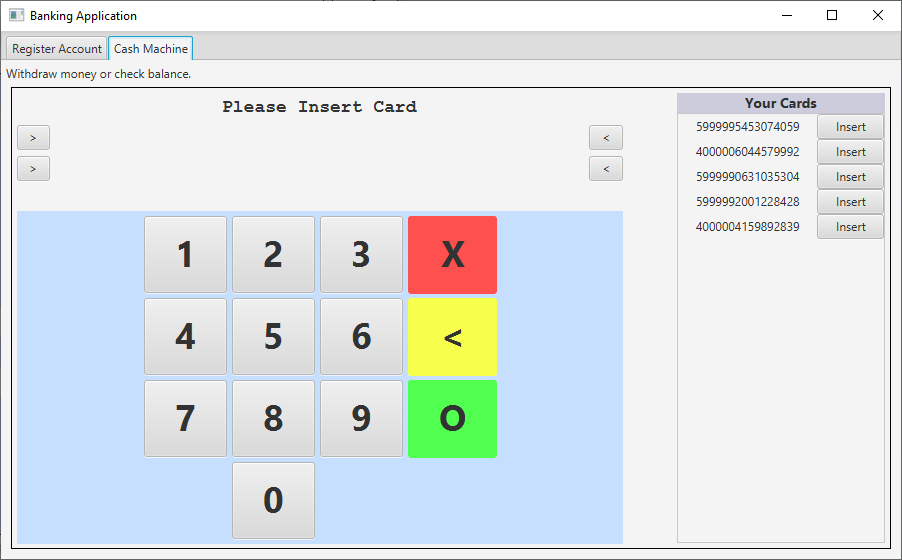 Banking Application
Register Account Cash Machine
Withdraw money or check balance.
Please Insert Card
> <
> <
1 2 3 X
4 5 6 <
7 8 9 O
0
Your Cards
5999995453074059 Insert
4000006044579992 Insert
5999990631035304 Insert
5999992001228428 Insert
4000004159892839 Insert